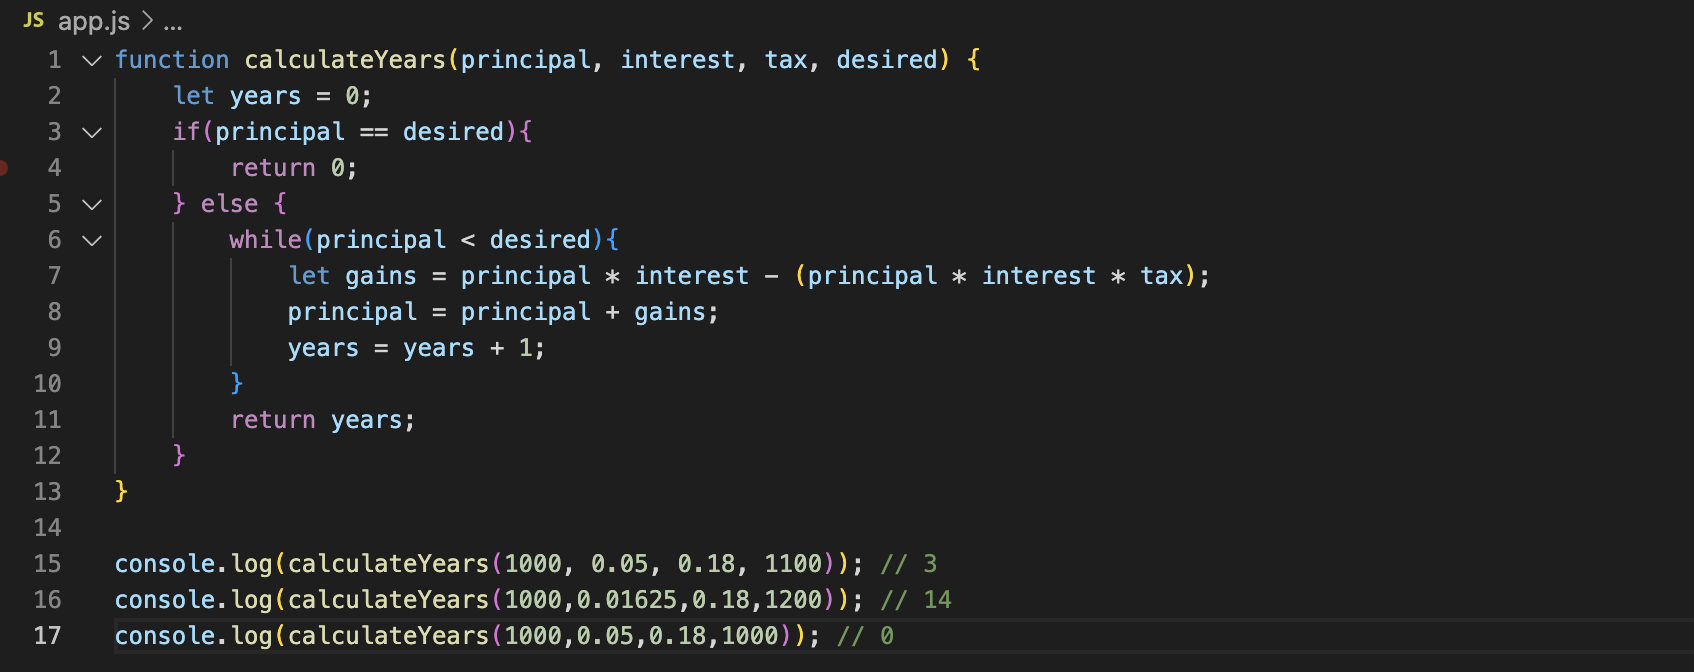 JS app.js > ...
1 function calculateYears(principal, interest, tax, desired) {
2     let years = 0;
3     if(principal == desired){
4         return 0;
5     } else {
6         while(principal < desired){
7             let gains = principal * interest - (principal * interest * tax);
8             principal = principal + gains;
9             years = years + 1;
10         }
11         return years;
12     }
13 }
14
15 console.log(calculateYears(1000, 0.05, 0.18, 1100)); // 3
16 console.log(calculateYears(1000,0.01625,0.18,1200)); // 14
17 console.log(calculateYears(1000,0.05,0.18,1000)); // 0